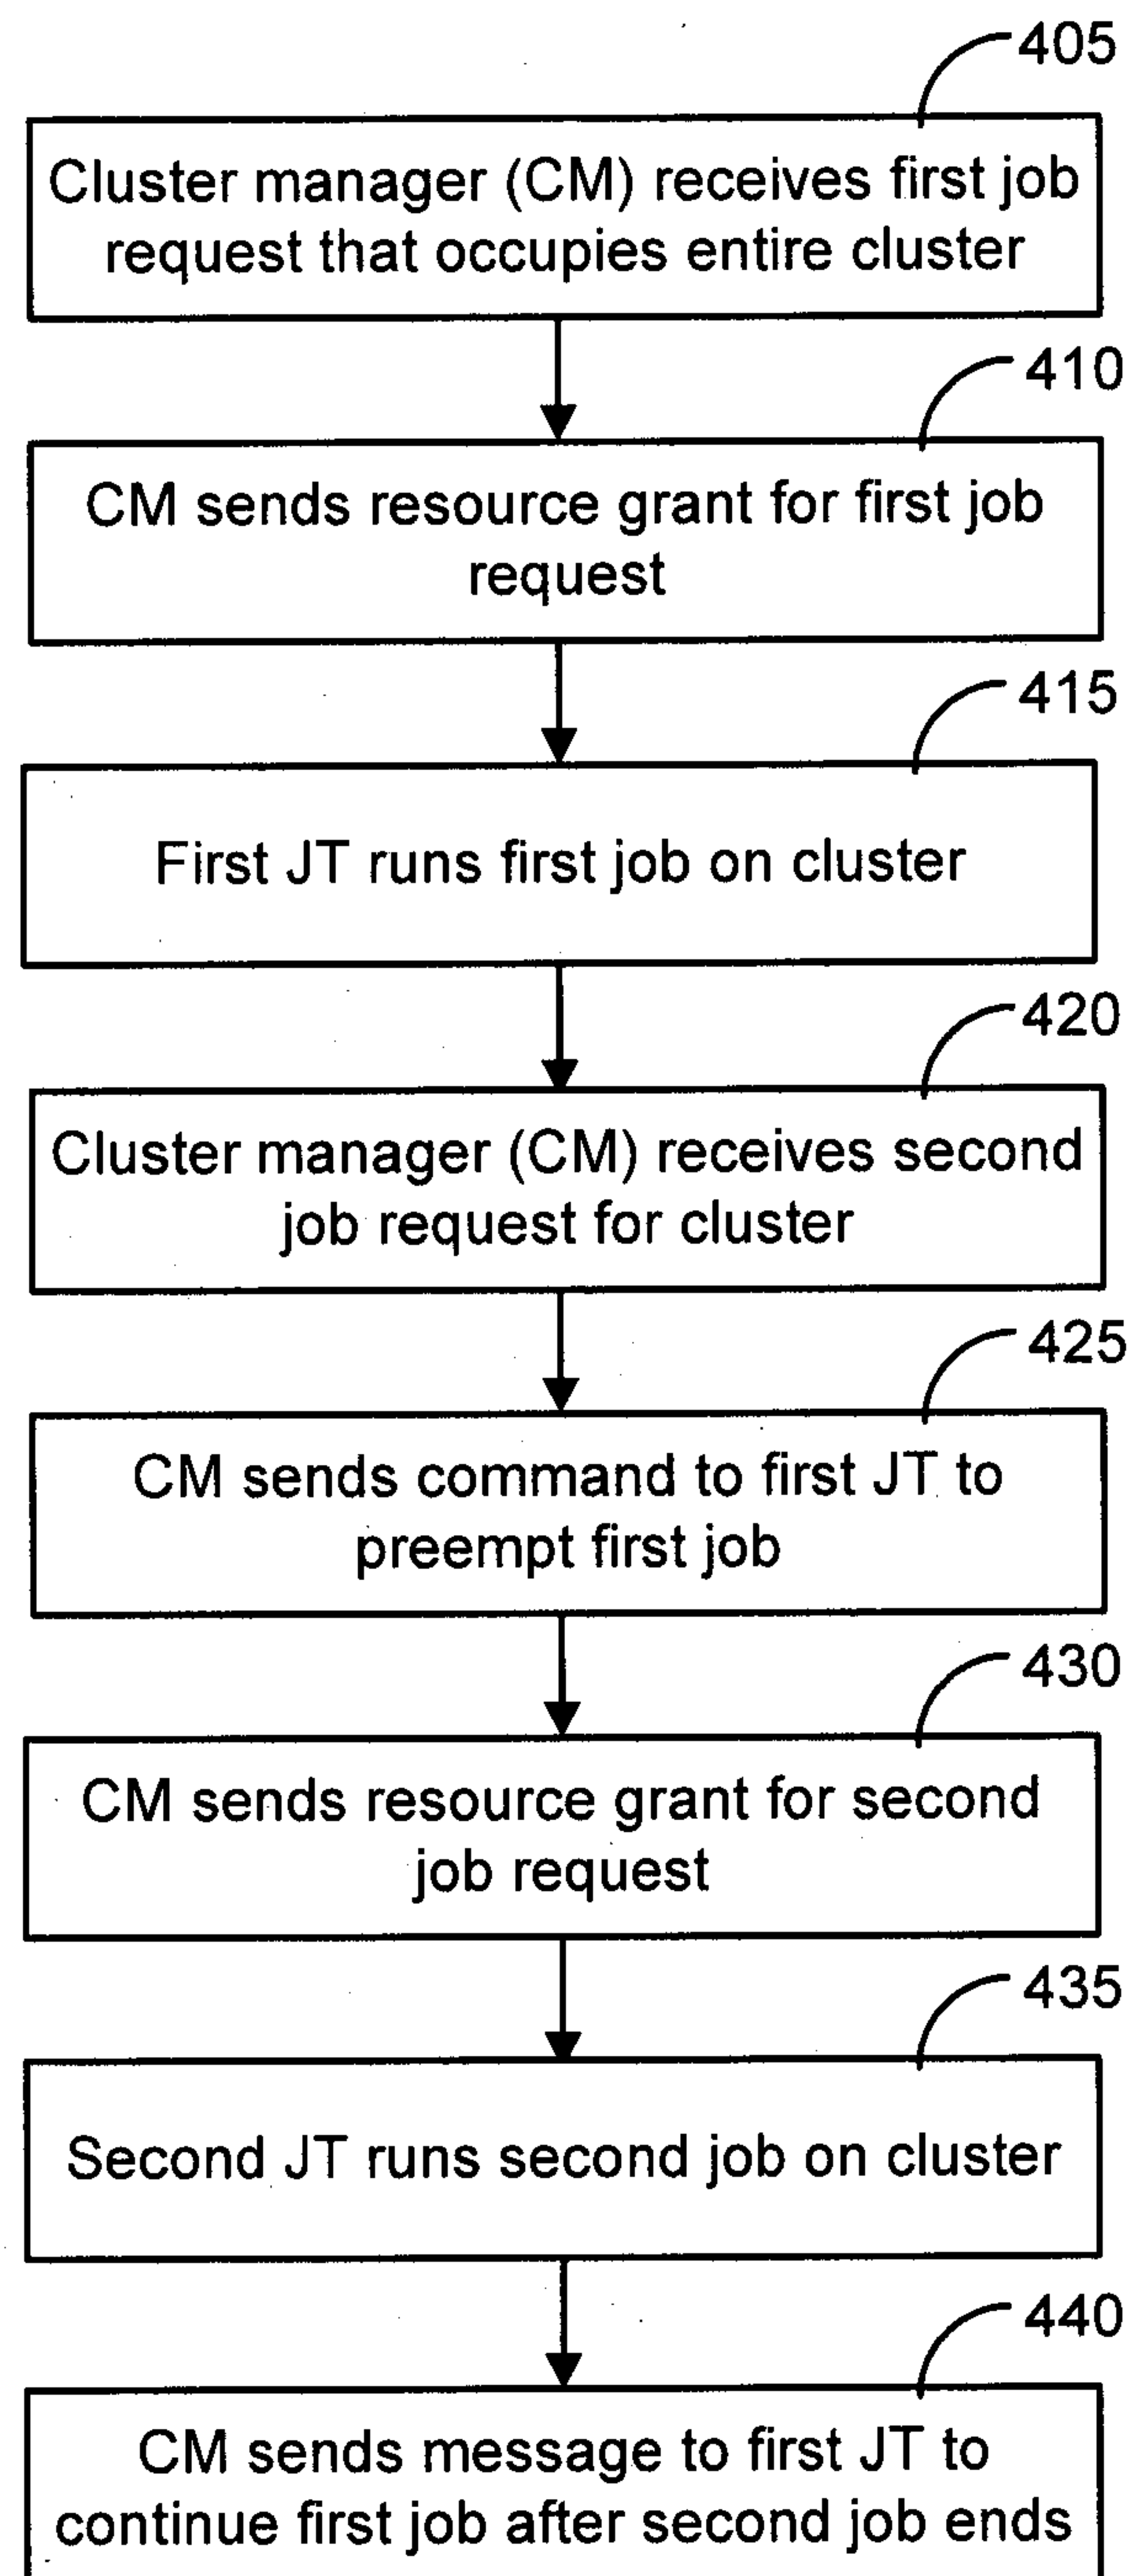 405
Cluster manager (CM) receives first job
request that occupies entire cluster
410
CM sends resource grant for first job
request
415
First JT runs first job on cluster
420
Cluster manager (CM) receives second
job request for cluster
425
CM sends command to first JT to
preempt first job
430
CM sends resource grant for second
job request
435
Second JT runs second job on cluster
440
CM sends message to first JT to
continue first job after second job ends